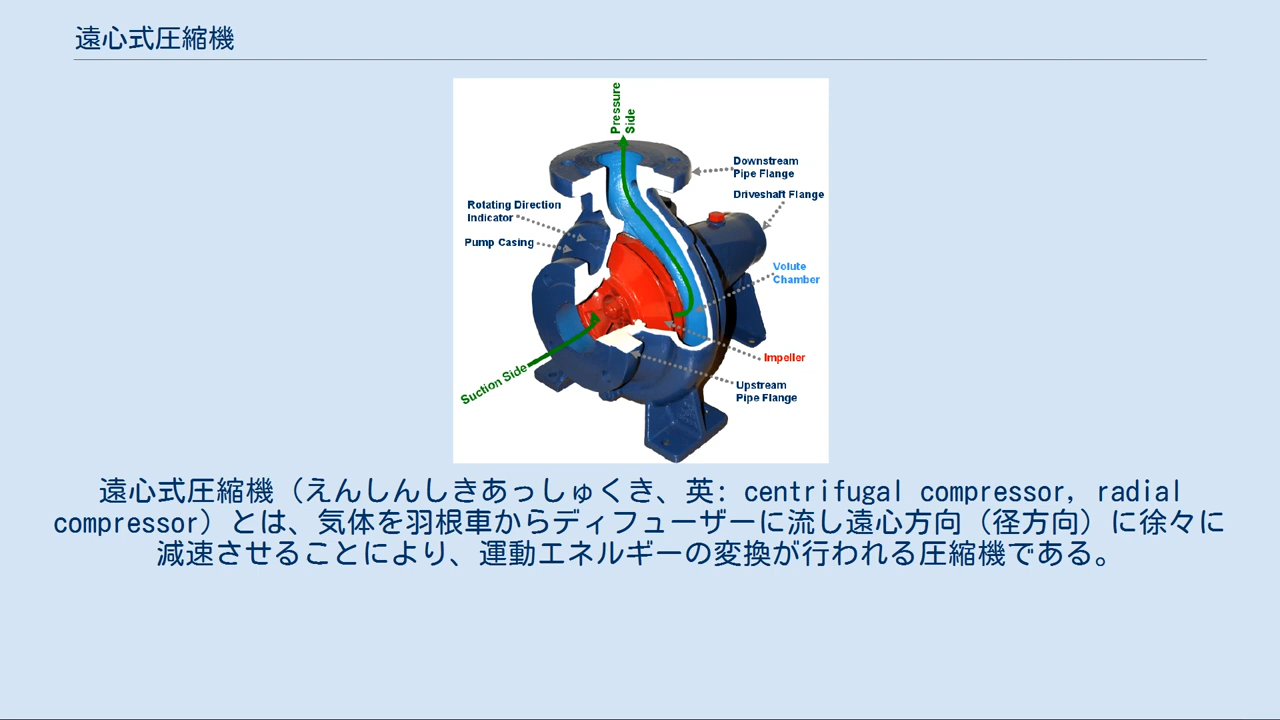 遠心式圧縮機
Pressure
Side
Downstream
Pipe Flange
Driveshaft Flange
Rotating Direction
Indicator
Pump Casing
Volute
Chamber
Impeller
Suction Side
Upstream
Pipe Flange
遠心式圧縮機（えんしんしきあっしゅくき、英: centrifugal compressor, radial
compressor）とは、気体を羽根車からディフューザーに流し遠心方向（径方向）に徐々に
減速させることにより、運動エネルギーの変換が行われる圧縮機である。